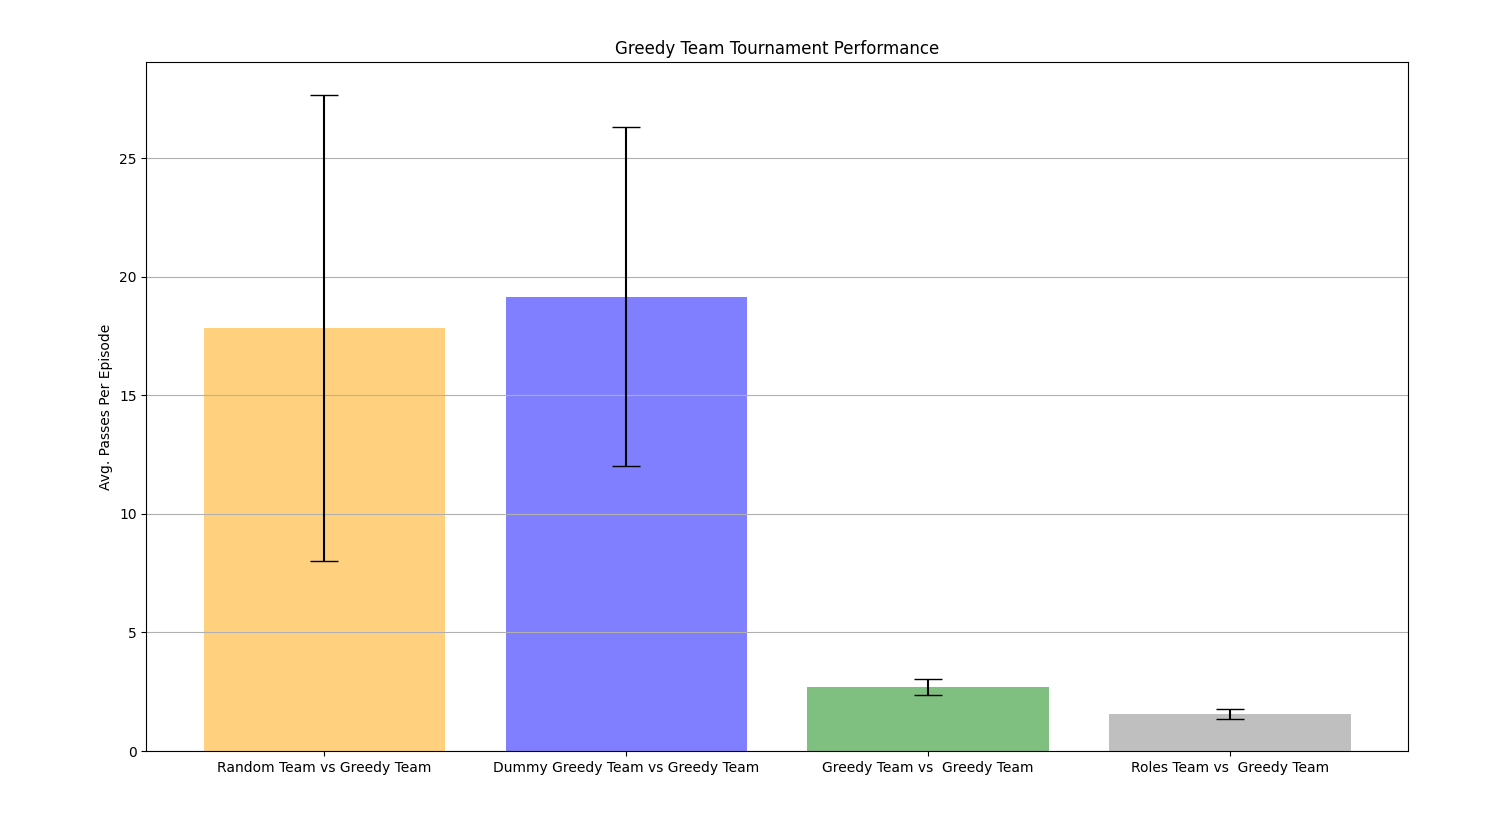 Greedy Team Tournament Performance
Avg. Passes Per Episode
25
20
15
10
5
0
Random Team vs Greedy Team
Dummy Greedy Team vs Greedy Team
Greedy Team vs  Greedy Team
Roles Team vs  Greedy Team